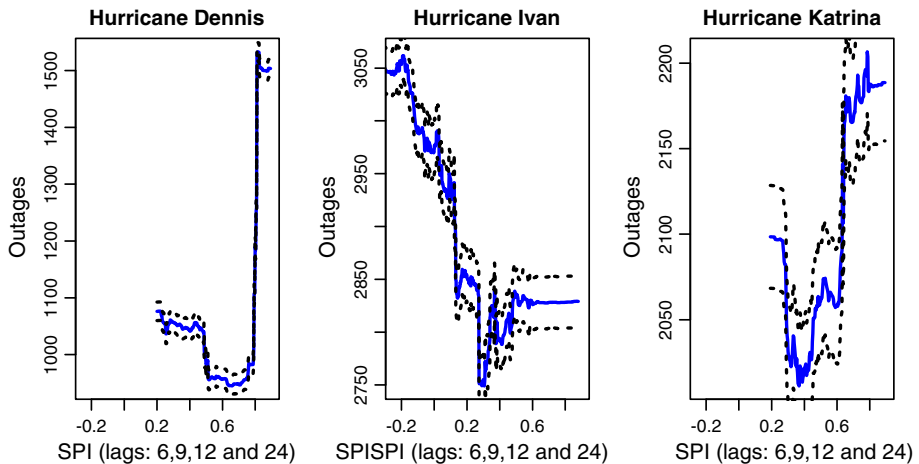 Hurricane Dennis
Outages
1000 1100 1200 1300 1400 1500
-0.2 0.2 0.6
SPI (lags: 6,9,12 and 24)
Hurricane Ivan
Outages
2750 2850 2950 3050
-0.2 0.2 0.6
SPISPI (lags: 6,9,12 and 24)
Hurricane Katrina
Outages
2050 2100 2150 2200
-0.2 0.2 0.6
SPI (lags: 6,9,12 and 24)